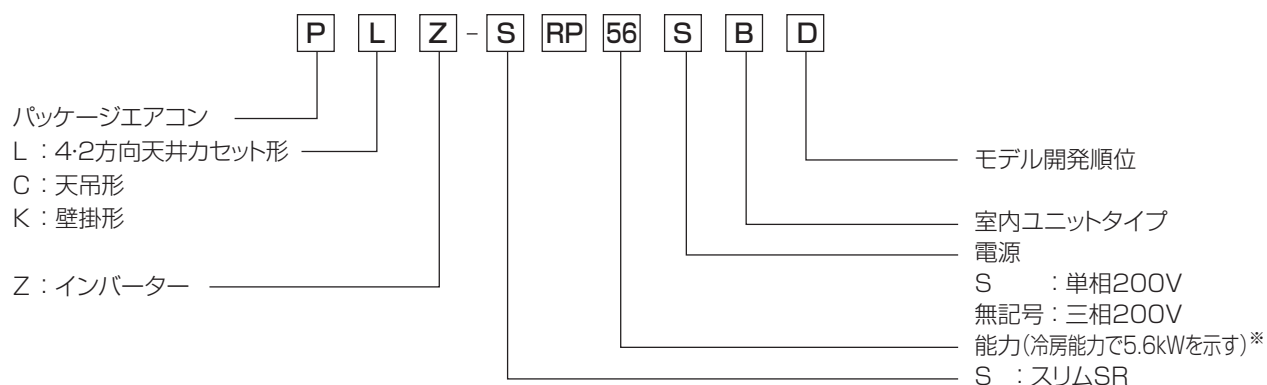 P L Z - S RP 56 S B D
パッケージエアコン
L : 4・2方向天井カセット形
C : 天吊形
K : 壁掛形
Z : インバーター
モデル開発順位
室内ユニットタイプ
電源
S : 単相200V
無記号 : 三相200V
能力(冷房能力で5.6kWを示す)※
S : スリムSR